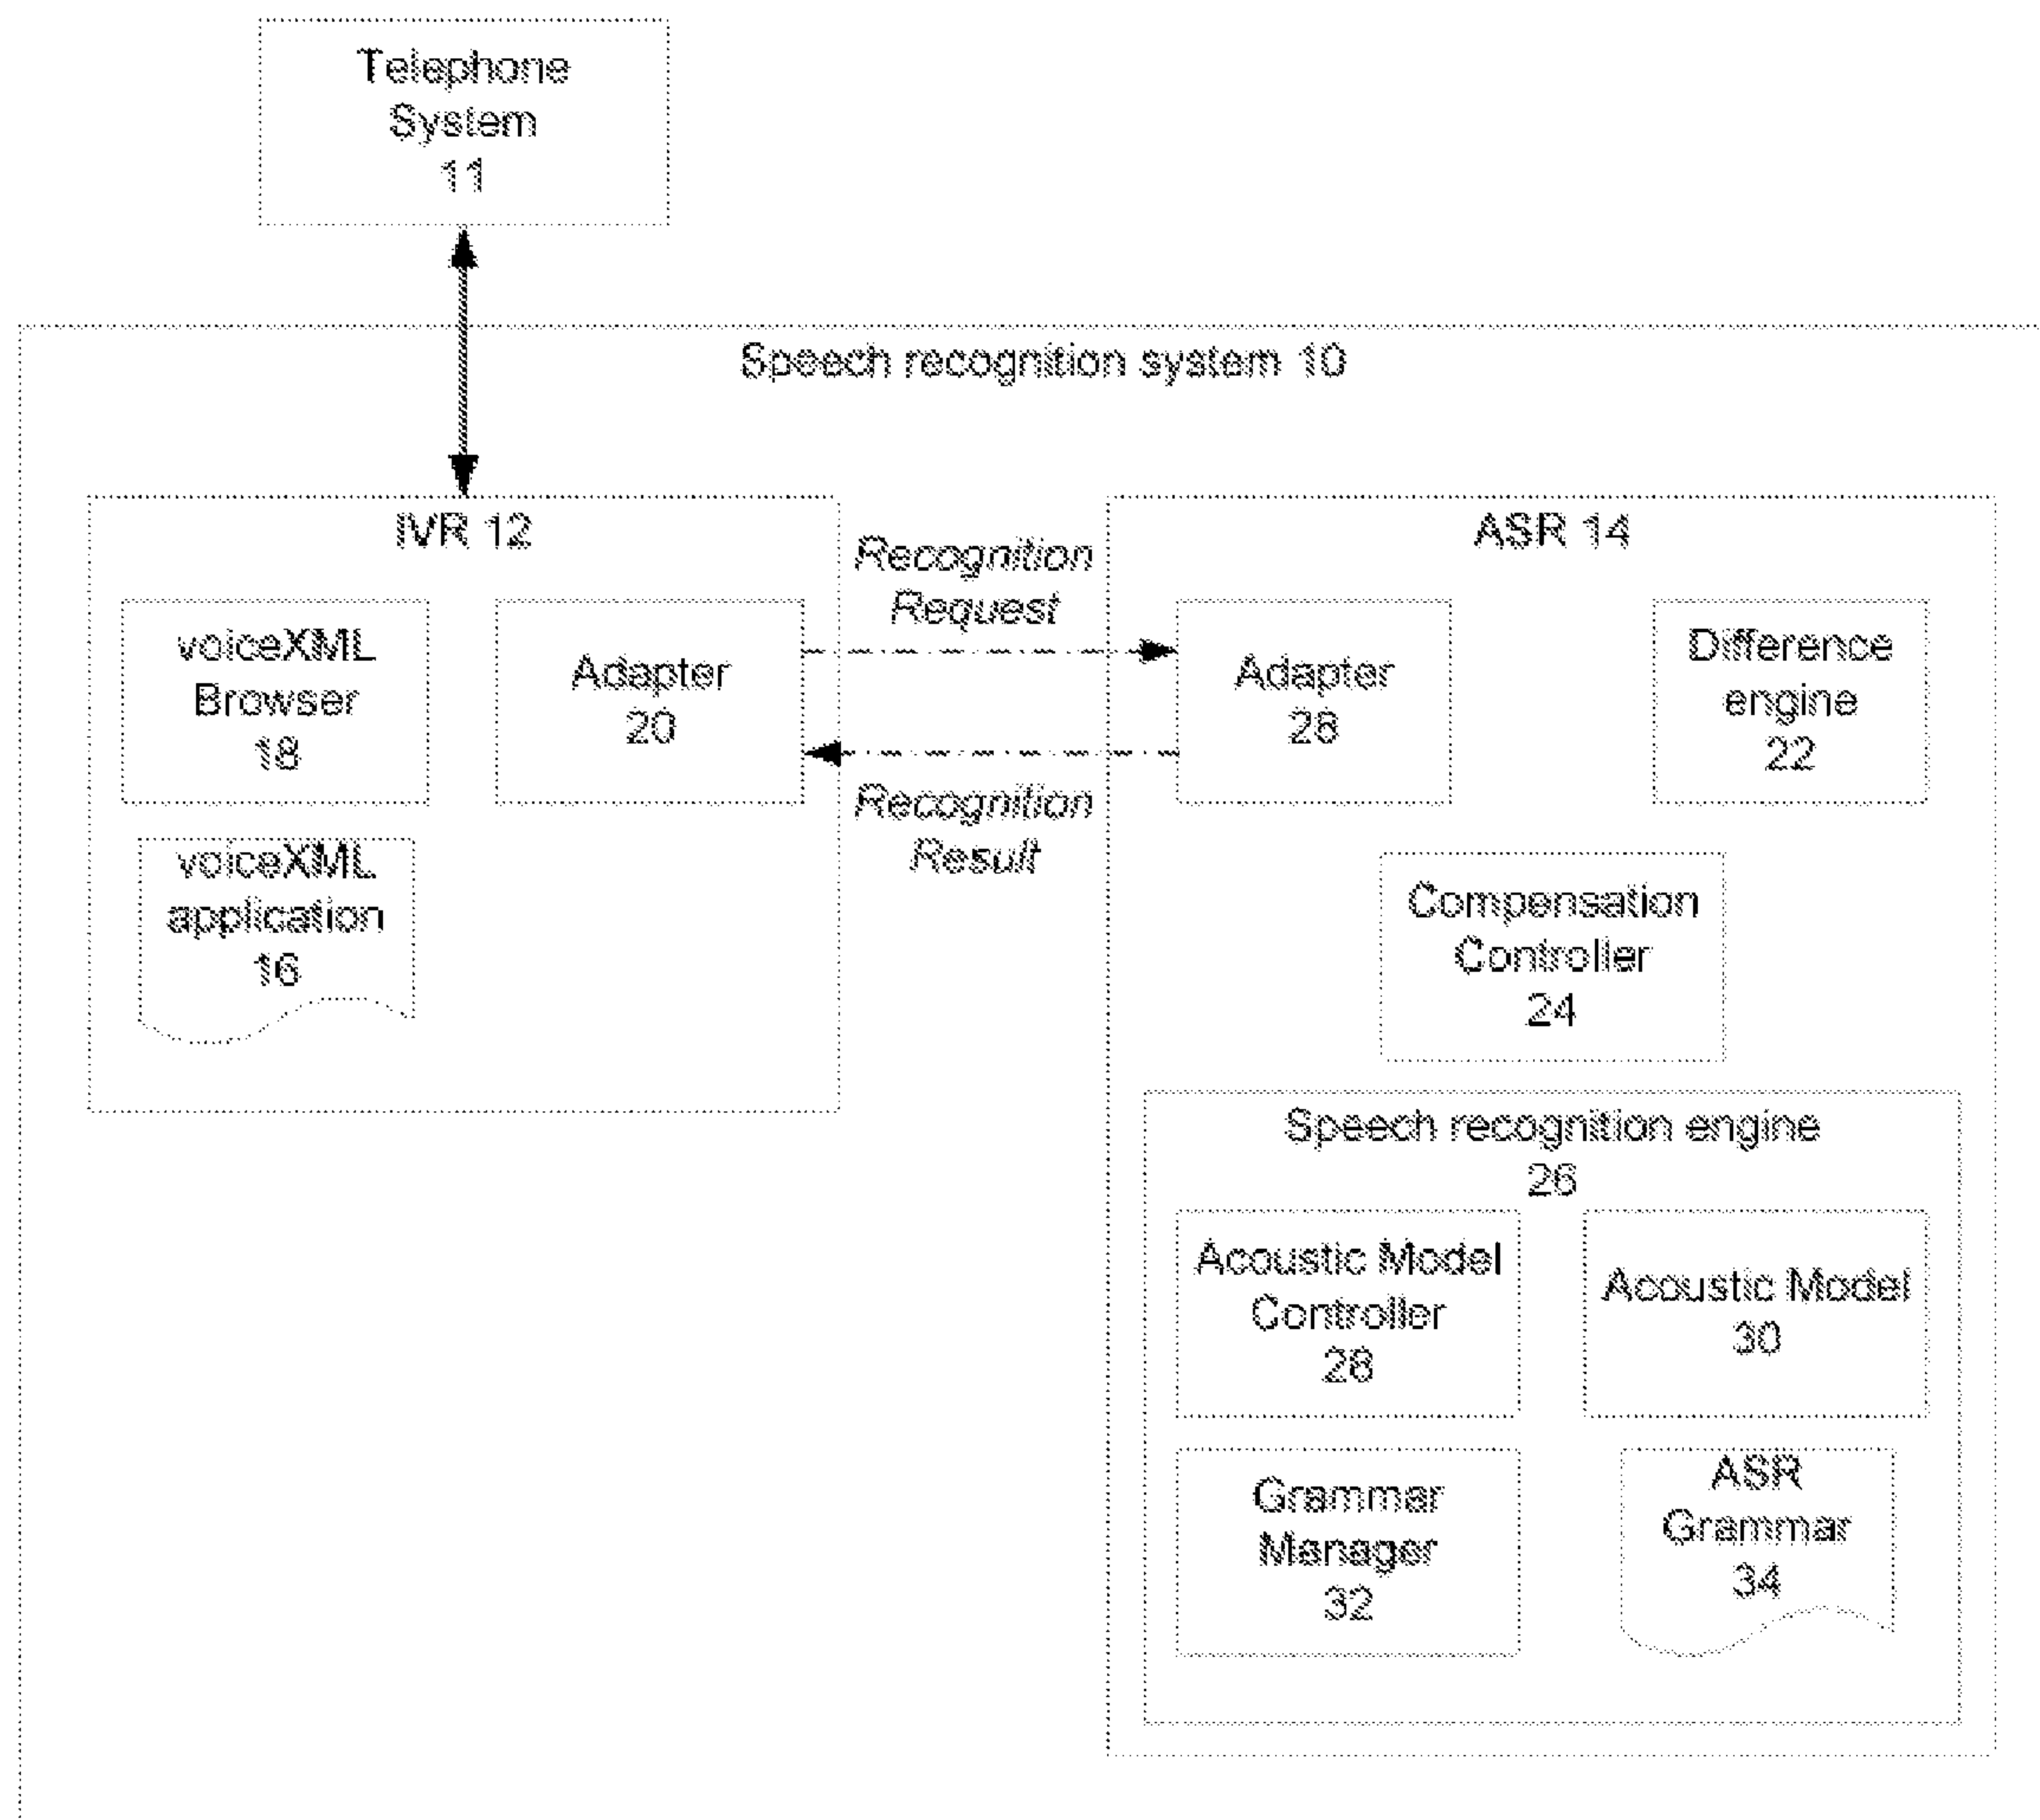 Telephone
System
11
Speech recognition system 10
IVR 12
voiceXML
Browser
18
Adapter
20
voiceXML
application
16
Recognition
Request
Recognition
Result
ASR 14
Adapter
28
Difference
engine
22
Compensation
Controller
24
Speech recognition engine
26
Acoustic Model
Controller
28
Acoustic Model
30
Grammar
Manager
32
ASR
Grammar
34